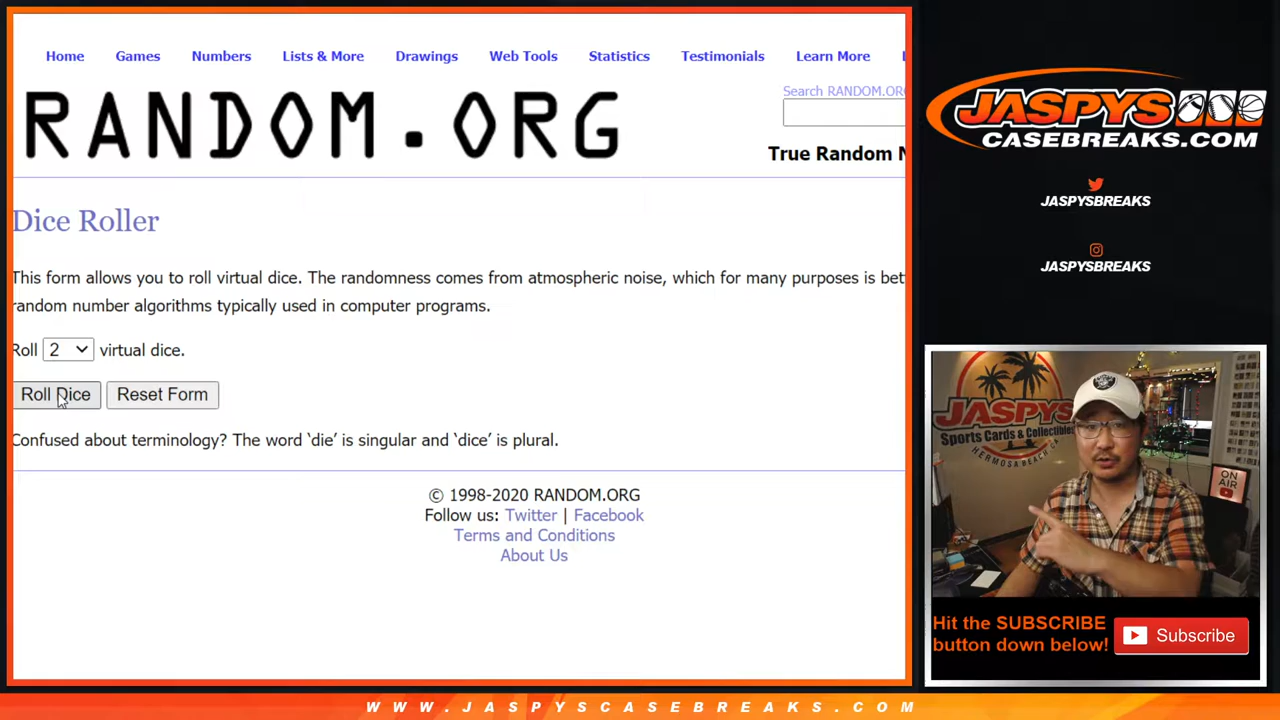 Home Games Numbers Lists & More Drawings Web Tools Statistics Testimonials Learn More
RANDOM.ORG
Search RANDOM.ORG
True Random N
Dice Roller
This form allows you to roll virtual dice. The randomness comes from atmospheric noise, which for many purposes is bet
random number algorithms typically used in computer programs.
Roll 2 virtual dice.
Roll Dice Reset Form
Confused about terminology? The word ‘die’ is singular and ‘dice’ is plural.
© 1998-2020 RANDOM.ORG
Follow us: Twitter | Facebook
Terms and Conditions
About Us
JASPYS
CASEBREAKS.COM
JASPYSBREAKS
JASPYSBREAKS
JASPYS
Sports Cards & Collectibles
HERMOSA BEACH CA
ON AIR
Hit the SUBSCRIBE
button down below!
Subscribe
WWW.JASPYSCASEBREAKS.COM